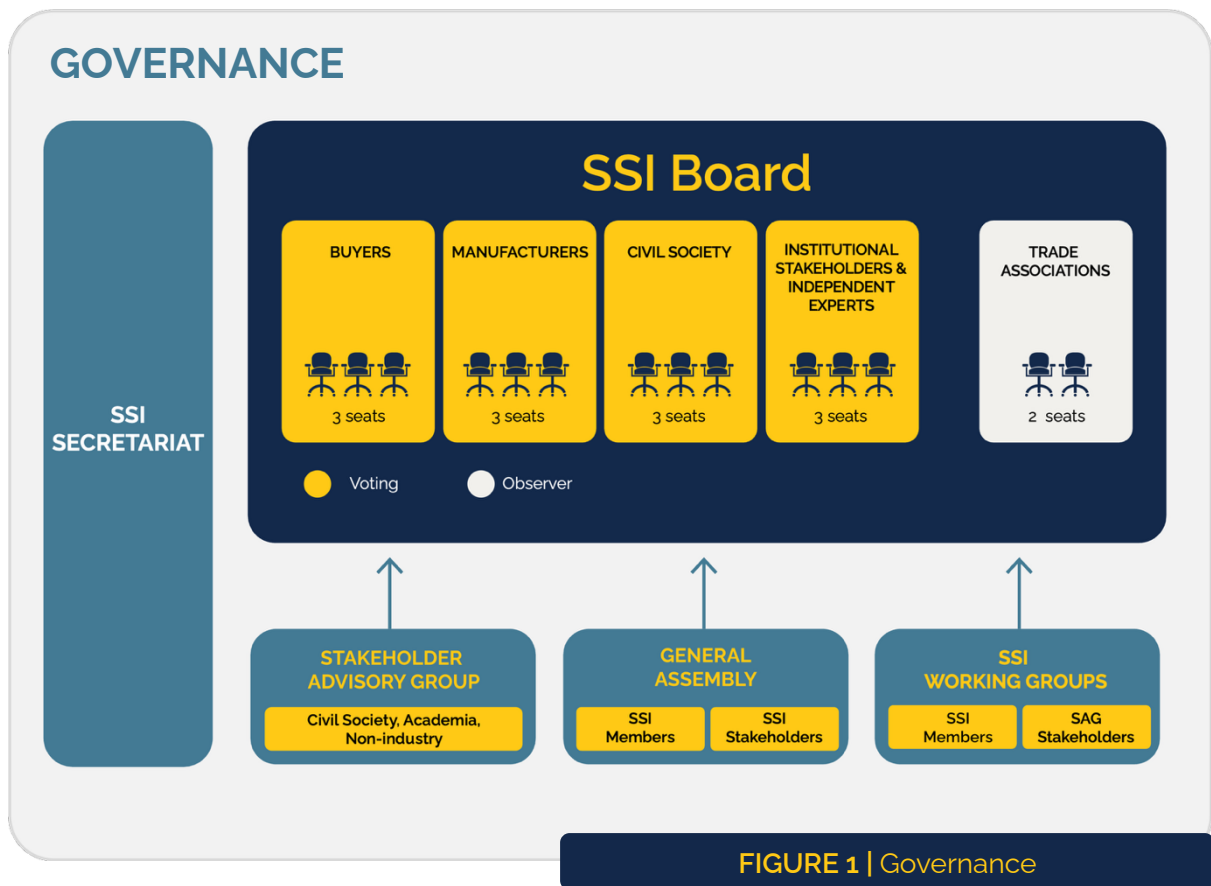 GOVERNANCE
SSI
SECRETARIAT
SSI Board
BUYERS
3 seats
MANUFACTURERS
3 seats
CIVIL SOCIETY
3 seats
INSTITUTIONAL
STAKEHOLDERS &
INDEPENDENT
EXPERTS
3 seats
TRADE
ASSOCIATIONS
2 seats
Voting
Observer
STAKEHOLDER
ADVISORY GROUP
Civil Society, Academia,
Non-industry
GENERAL
ASSEMBLY
SSI
Members
SSI
Stakeholders
SSI
WORKING GROUPS
SSI
Members
SAG
Stakeholders
FIGURE 1 | Governance